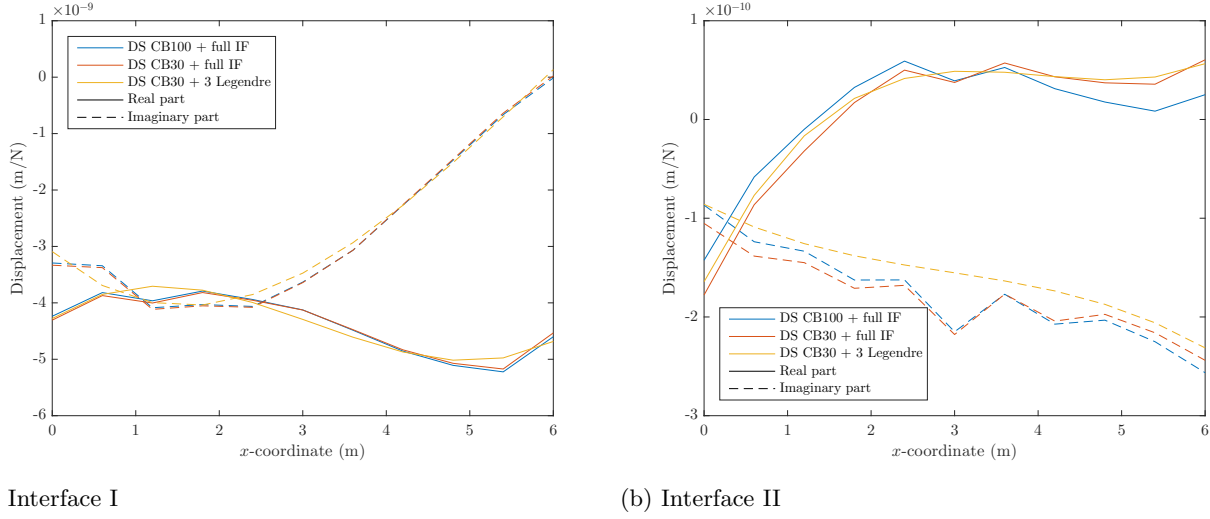 1 ×10⁻⁹
0
-1
-2
-3
-4
-5
-6
0 1 2 3 4 5 6
x-coordinate (m)
Displacement (m/N)
DS CB100 + full IF
DS CB30 + full IF
DS CB30 + 3 Legendre
Real part
Imaginary part
Interface I
1 ×10⁻¹⁰
0
-1
-2
-3
0 1 2 3 4 5 6
x-coordinate (m)
Displacement (m/N)
DS CB100 + full IF
DS CB30 + full IF
DS CB30 + 3 Legendre
Real part
Imaginary part
(b) Interface II